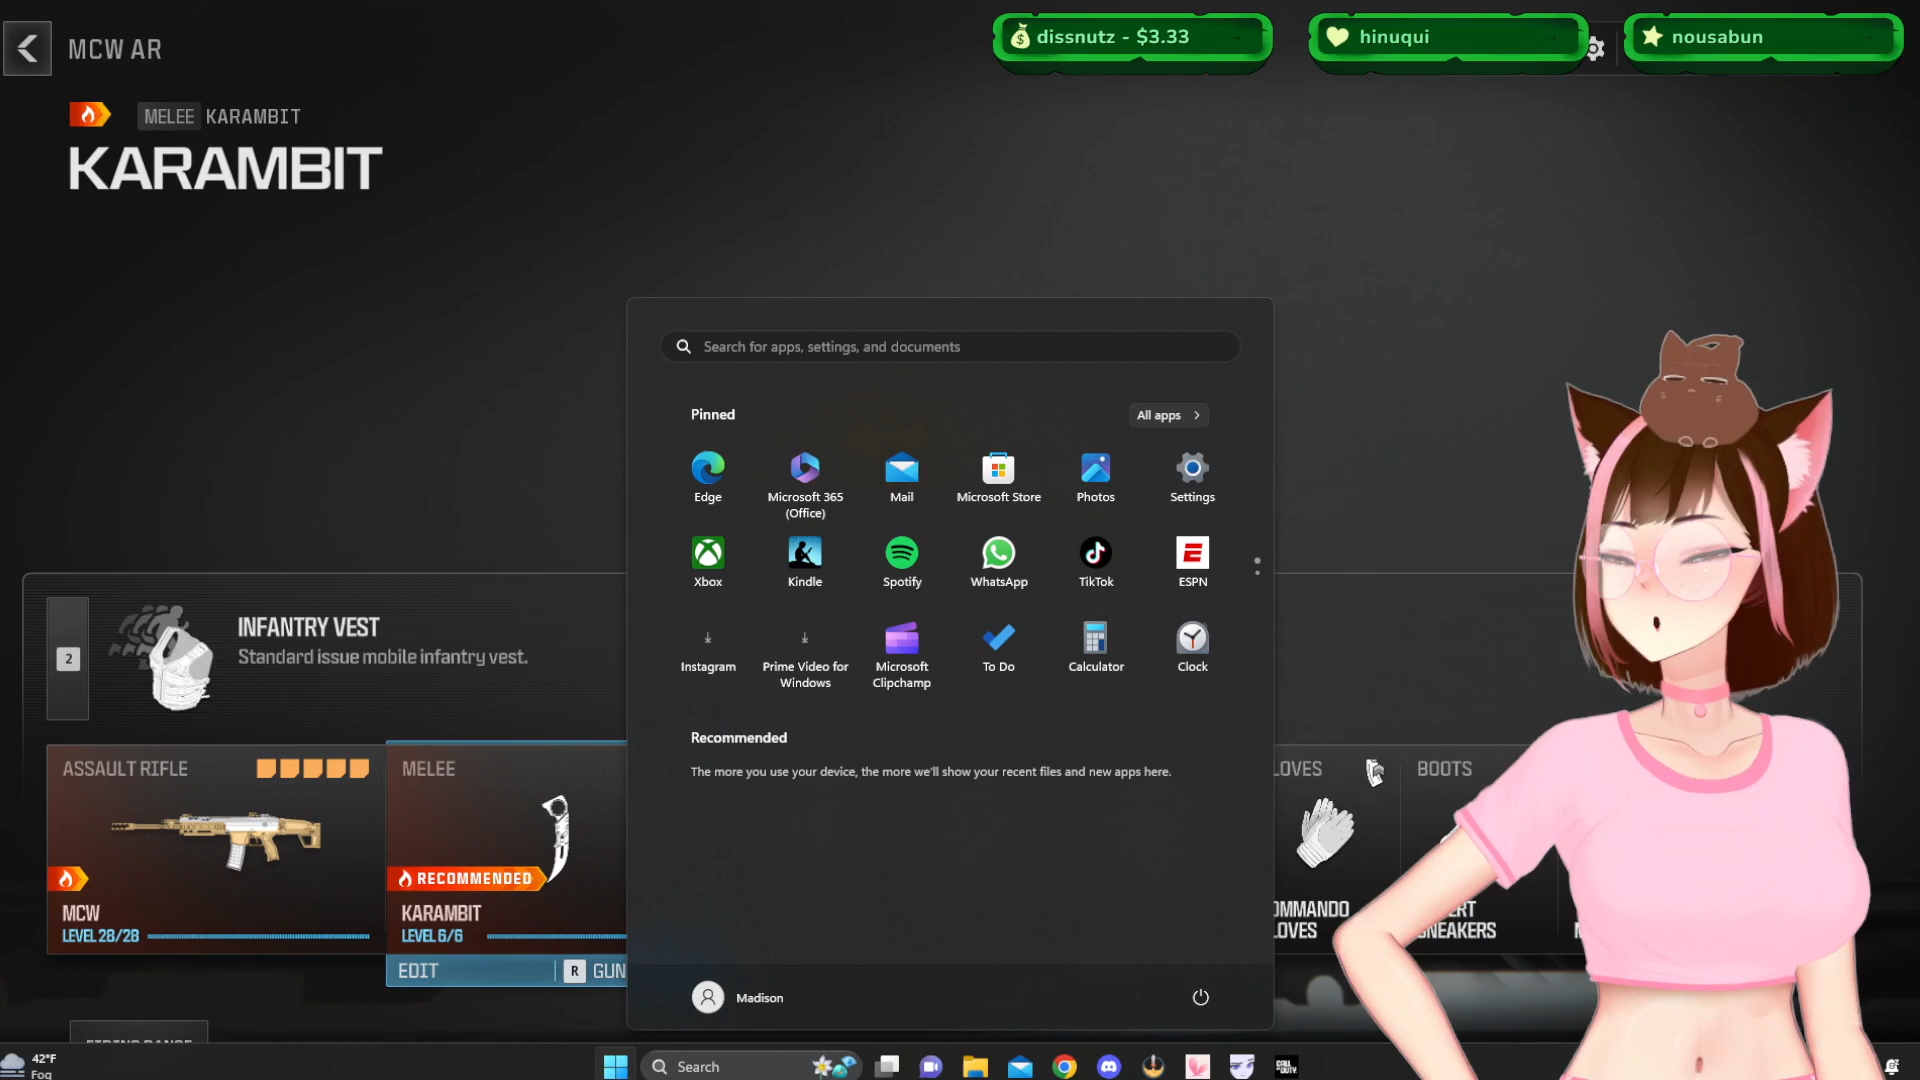 MCW AR
dissnutz - $3.33
hinuqui
nousabun
MELEE KARAMBIT
KARAMBIT
Search for apps, settings, and documents
Pinned
All apps
Edge
Microsoft 365
(Office)
Mail
Microsoft Store
Photos
Settings
Xbox
Kindle
Spotify
WhatsApp
TikTok
ESPN
Instagram
Prime Video for
Windows
Microsoft
Clipchamp
To Do
Calculator
Clock
Recommended
The more you use your device, the more we'll show your recent files and new apps here.
Madison
2
INFANTRY VEST
Standard issue mobile infantry vest.
ASSAULT RIFLE
MCW
LEVEL 28/28
MELEE
RECOMMENDED
KARAMBIT
LEVEL 6/6
EDIT
R GUN
LOVES
OMMANDO
LOVES
BOOTS
NEAKERS
42°F
Fog
Search
CALL OF DUTY